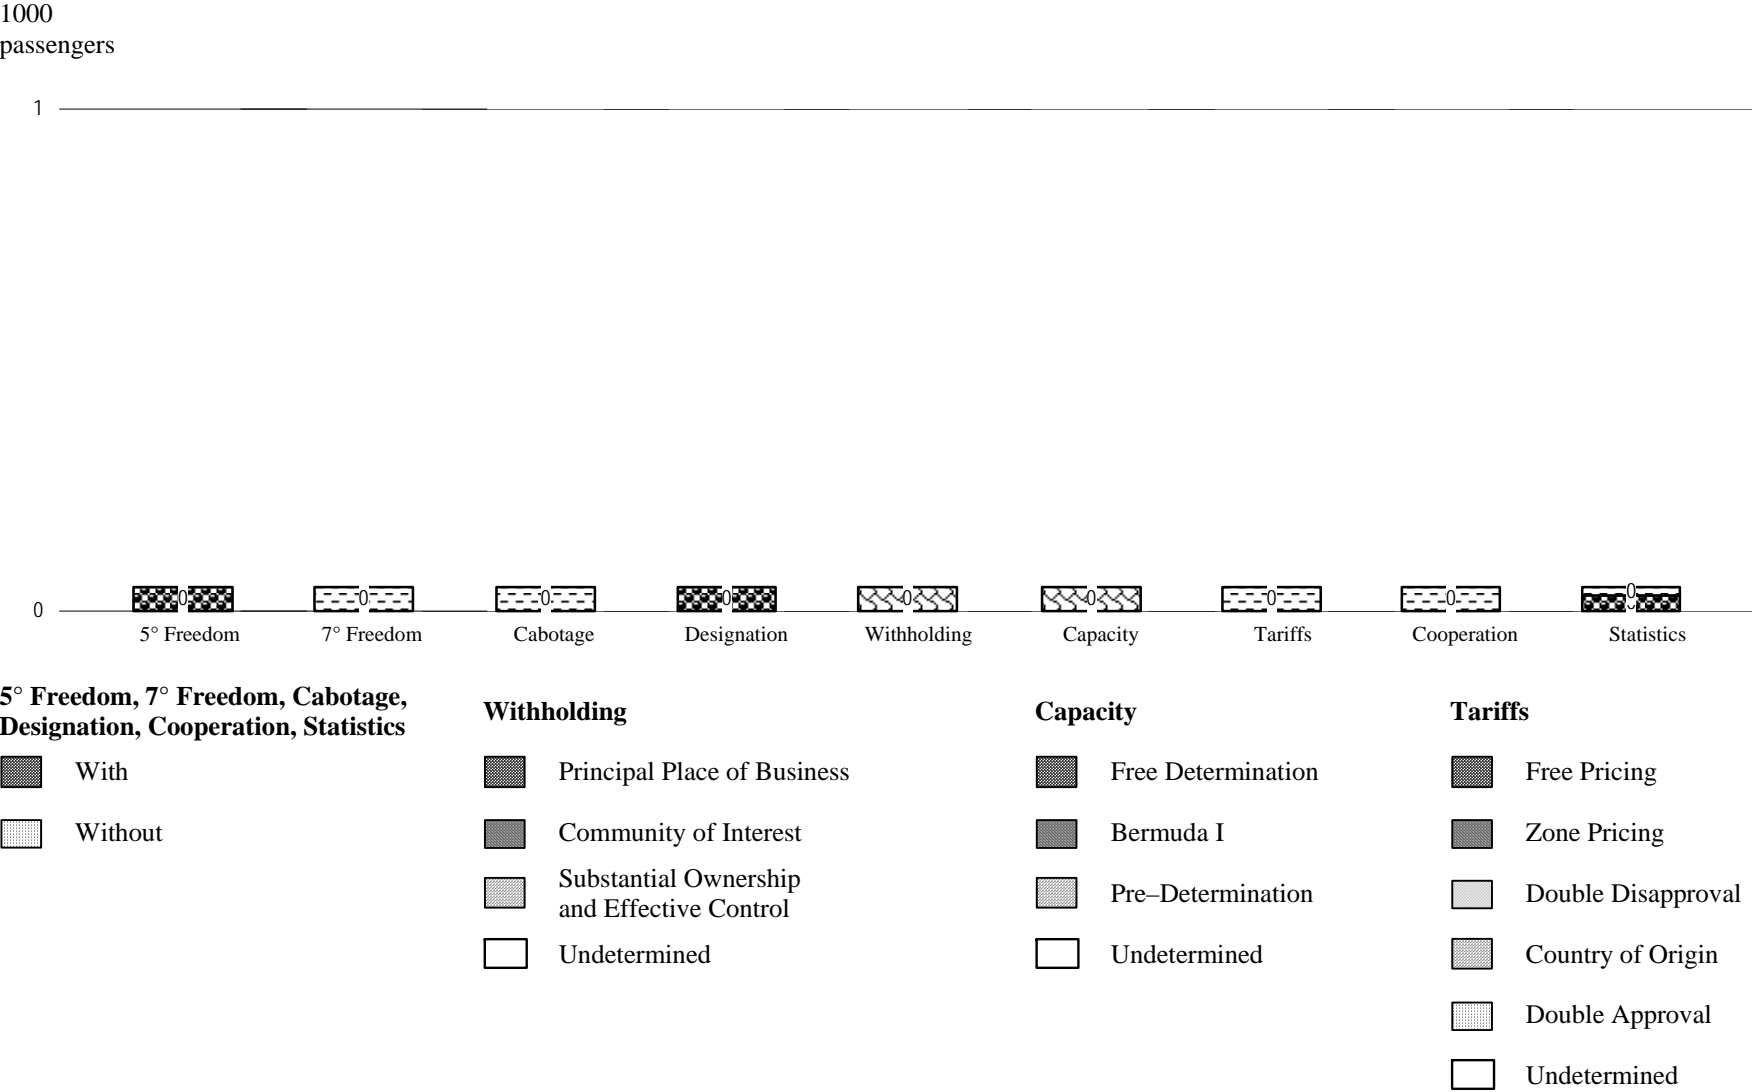 1000
passengers
1
0
0 0 0 0 0 0 0 0 0
5° Freedom 7° Freedom Cabotage Designation Withholding Capacity Tariffs Cooperation Statistics
5° Freedom, 7° Freedom, Cabotage,
Designation, Cooperation, Statistics
With
Without
Withholding
Principal Place of Business
Community of Interest
Substantial Ownership
and Effective Control
Undetermined
Capacity
Free Determination
Bermuda I
Pre–Determination
Undetermined
Tariffs
Free Pricing
Zone Pricing
Double Disapproval
Country of Origin
Double Approval
Undetermined